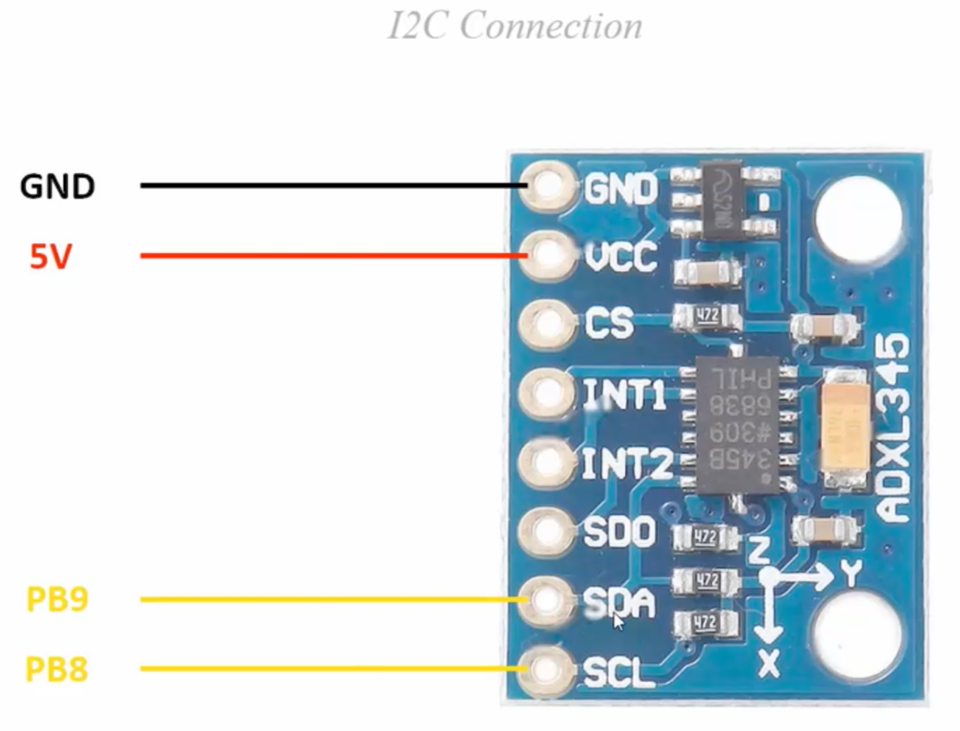 I2C Connection
GND
GND
5V
VCC
CS
472
INT1
PHIL
6838
#309
345B
INT2
ADXL345
SDO
472
Z
Y
472
PB9
SDA
472
X
PB8
SCL